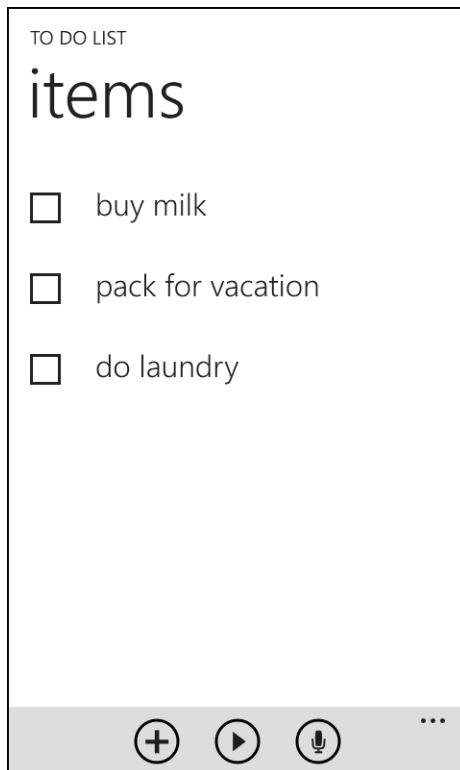 TO DO LIST
items
buy milk
pack for vacation
do laundry